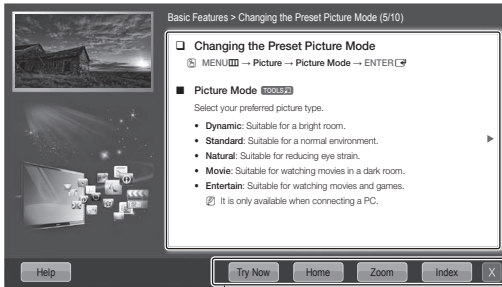 Basic Features > Changing the Preset Picture Mode (5/10)
❑ Changing the Preset Picture Mode
MENU → Picture → Picture Mode → ENTER
■ Picture Mode TOOLS
Select your preferred picture type.
• Dynamic: Suitable for a bright room.
• Standard: Suitable for a normal environment.
• Natural: Suitable for reducing eye strain.
• Movie: Suitable for watching movies in a dark room.
• Entertain: Suitable for watching movies and games.
It is only available when connecting a PC.
Help Try Now Home Zoom Index X